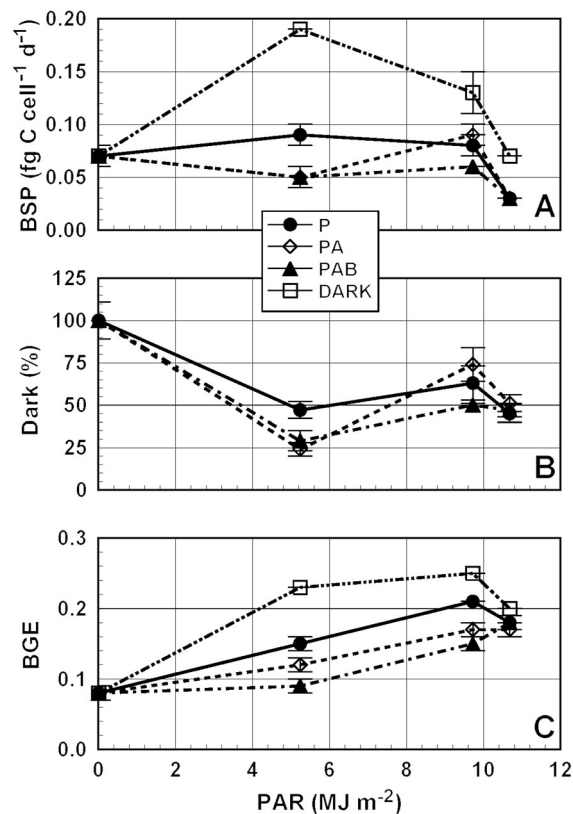 0.20
0.15
0.10
0.05
0.00
BSP (fg C cell⁻¹ d⁻¹)
A
P
PA
PAB
DARK
125
100
75
50
25
0
Dark (%)
B
0.3
0.2
0.1
0.0
BGE
C
0 2 4 6 8 10 12
PAR (MJ m⁻²)